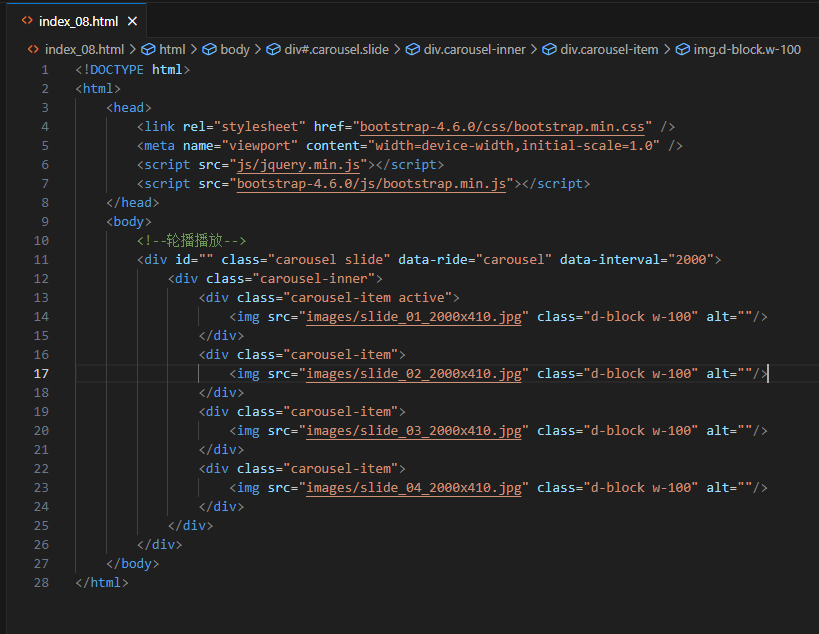 index_08.html
index_08.html > html > body > div#.carousel.slide > div.carousel-inner > div.carousel-item > img.d-block.w-100
1 <!DOCTYPE html>
2 <html>
3 <head>
4 <link rel="stylesheet" href="bootstrap-4.6.0/css/bootstrap.min.css" />
5 <meta name="viewport" content="width=device-width,initial-scale=1.0" />
6 <script src="js/jquery.min.js"></script>
7 <script src="bootstrap-4.6.0/js/bootstrap.min.js"></script>
8 </head>
9 <body>
10 <!--轮播播放-->
11 <div id="" class="carousel slide" data-ride="carousel" data-interval="2000">
12 <div class="carousel-inner">
13 <div class="carousel-item active">
14 <img src="images/slide_01_2000x410.jpg" class="d-block w-100" alt=""/>
15 </div>
16 <div class="carousel-item">
17 <img src="images/slide_02_2000x410.jpg" class="d-block w-100" alt=""/>
18 </div>
19 <div class="carousel-item">
20 <img src="images/slide_03_2000x410.jpg" class="d-block w-100" alt=""/>
21 </div>
22 <div class="carousel-item">
23 <img src="images/slide_04_2000x410.jpg" class="d-block w-100" alt=""/>
24 </div>
25 </div>
26 </div>
27 </body>
28 </html>